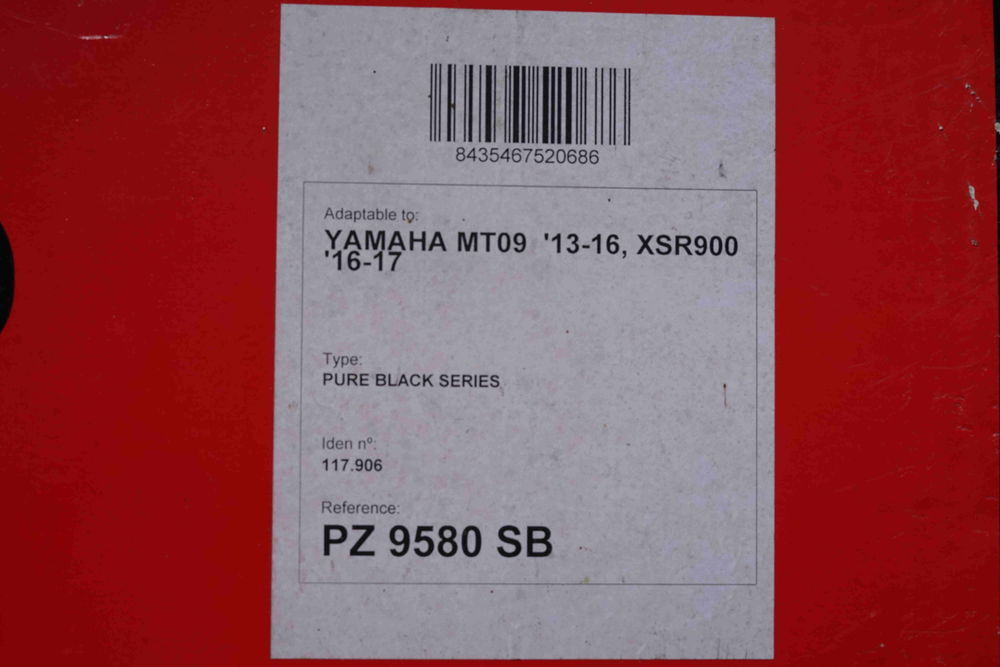 8435467520686
Adaptable to:
YAMAHA MT09 '13-16, XSR900
'16-17
Type:
PURE BLACK SERIES
Iden nº:
117.906
Reference:
PZ 9580 SB